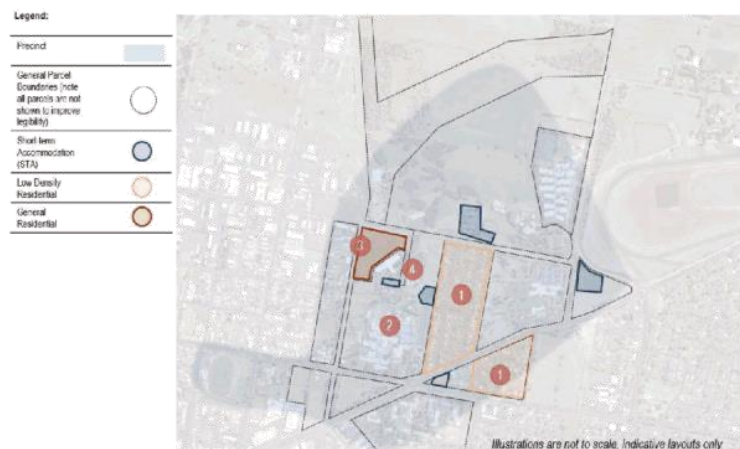 Legend:
Precinct
General Parcel
Boundaries (note
all parcels are not
shown to improve
legibility)
Short-term
Accommodation
(STA)
Low Density
Residential
General
Residential
3
4
1
2
1
Illustrations are not to scale, indicative layouts only